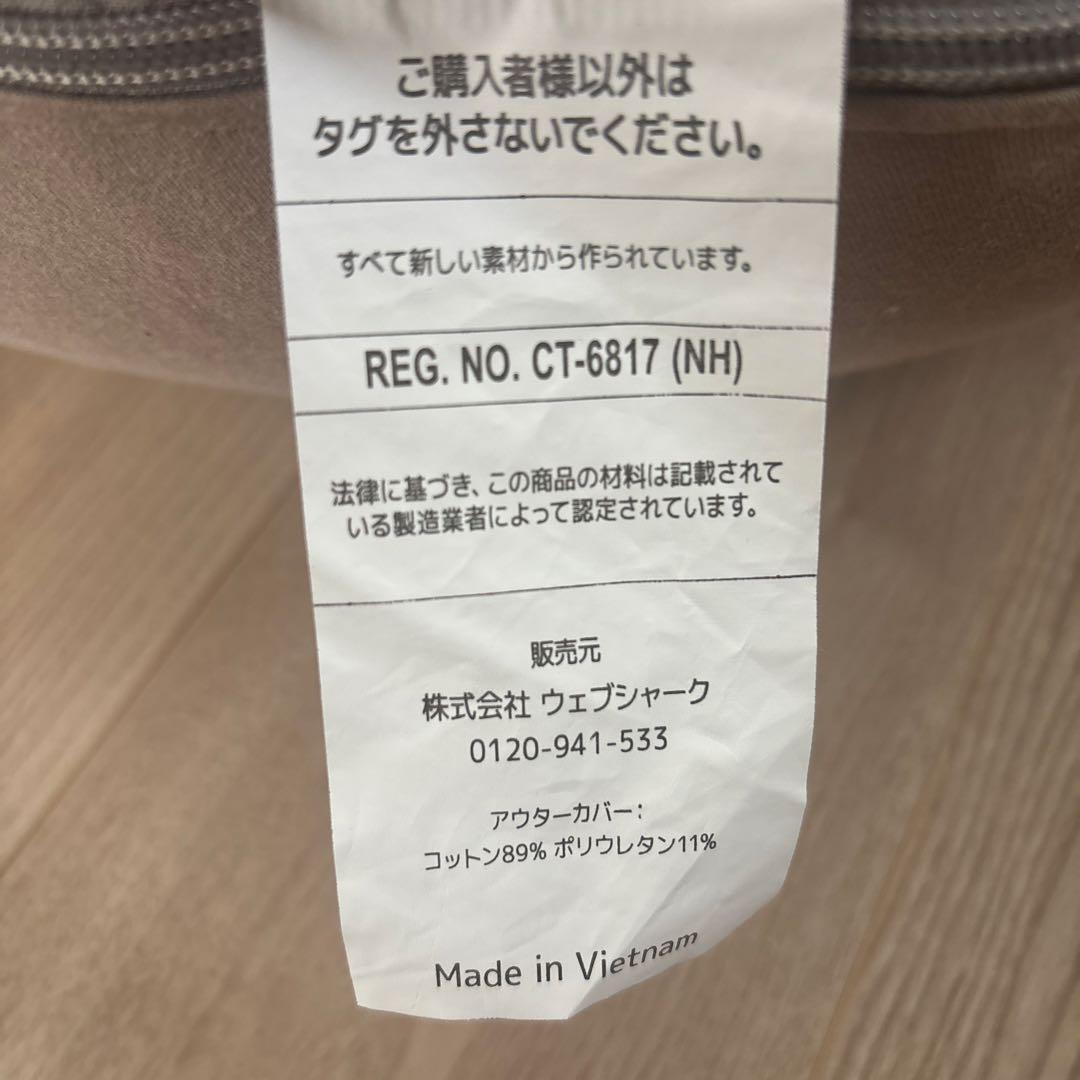 ご購入者様以外は
タグを外さないでください。
すべて新しい素材から作られています。
REG. NO. CT-6817 (NH)
法律に基づき、この商品の材料は記載されて
いる製造業者によって認定されています。
販売元
株式会社 ウェブシャーク
0120-941-533
アウターカバー:
コットン89% ポリウレタン11%
Made in Vietnam